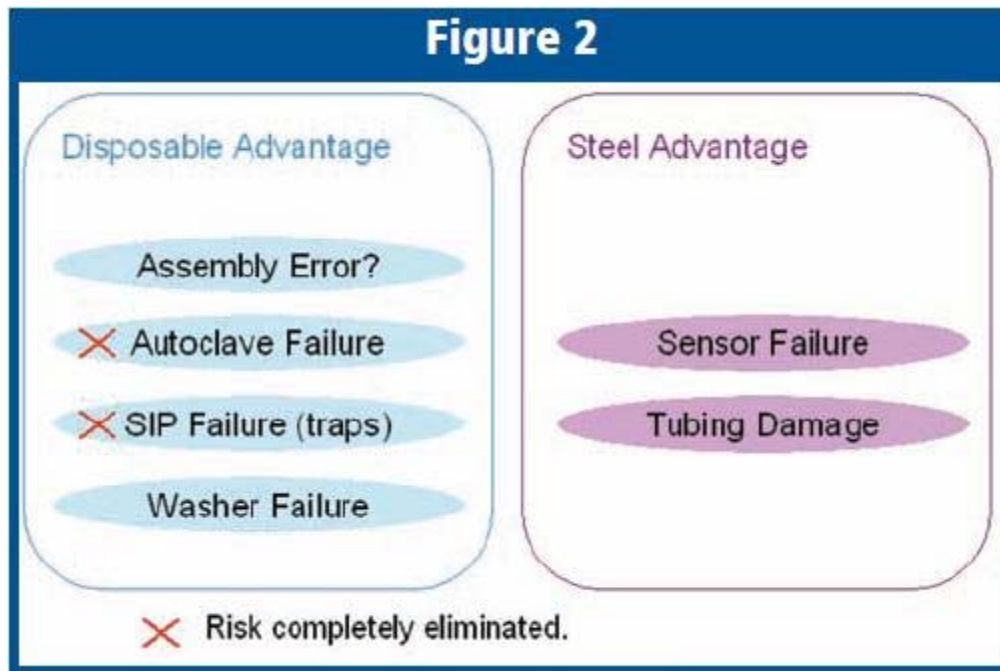 Figure 2
Disposable Advantage
Assembly Error?
Autoclave Failure
SIP Failure (traps)
Washer Failure
Steel Advantage
Sensor Failure
Tubing Damage
Risk completely eliminated.